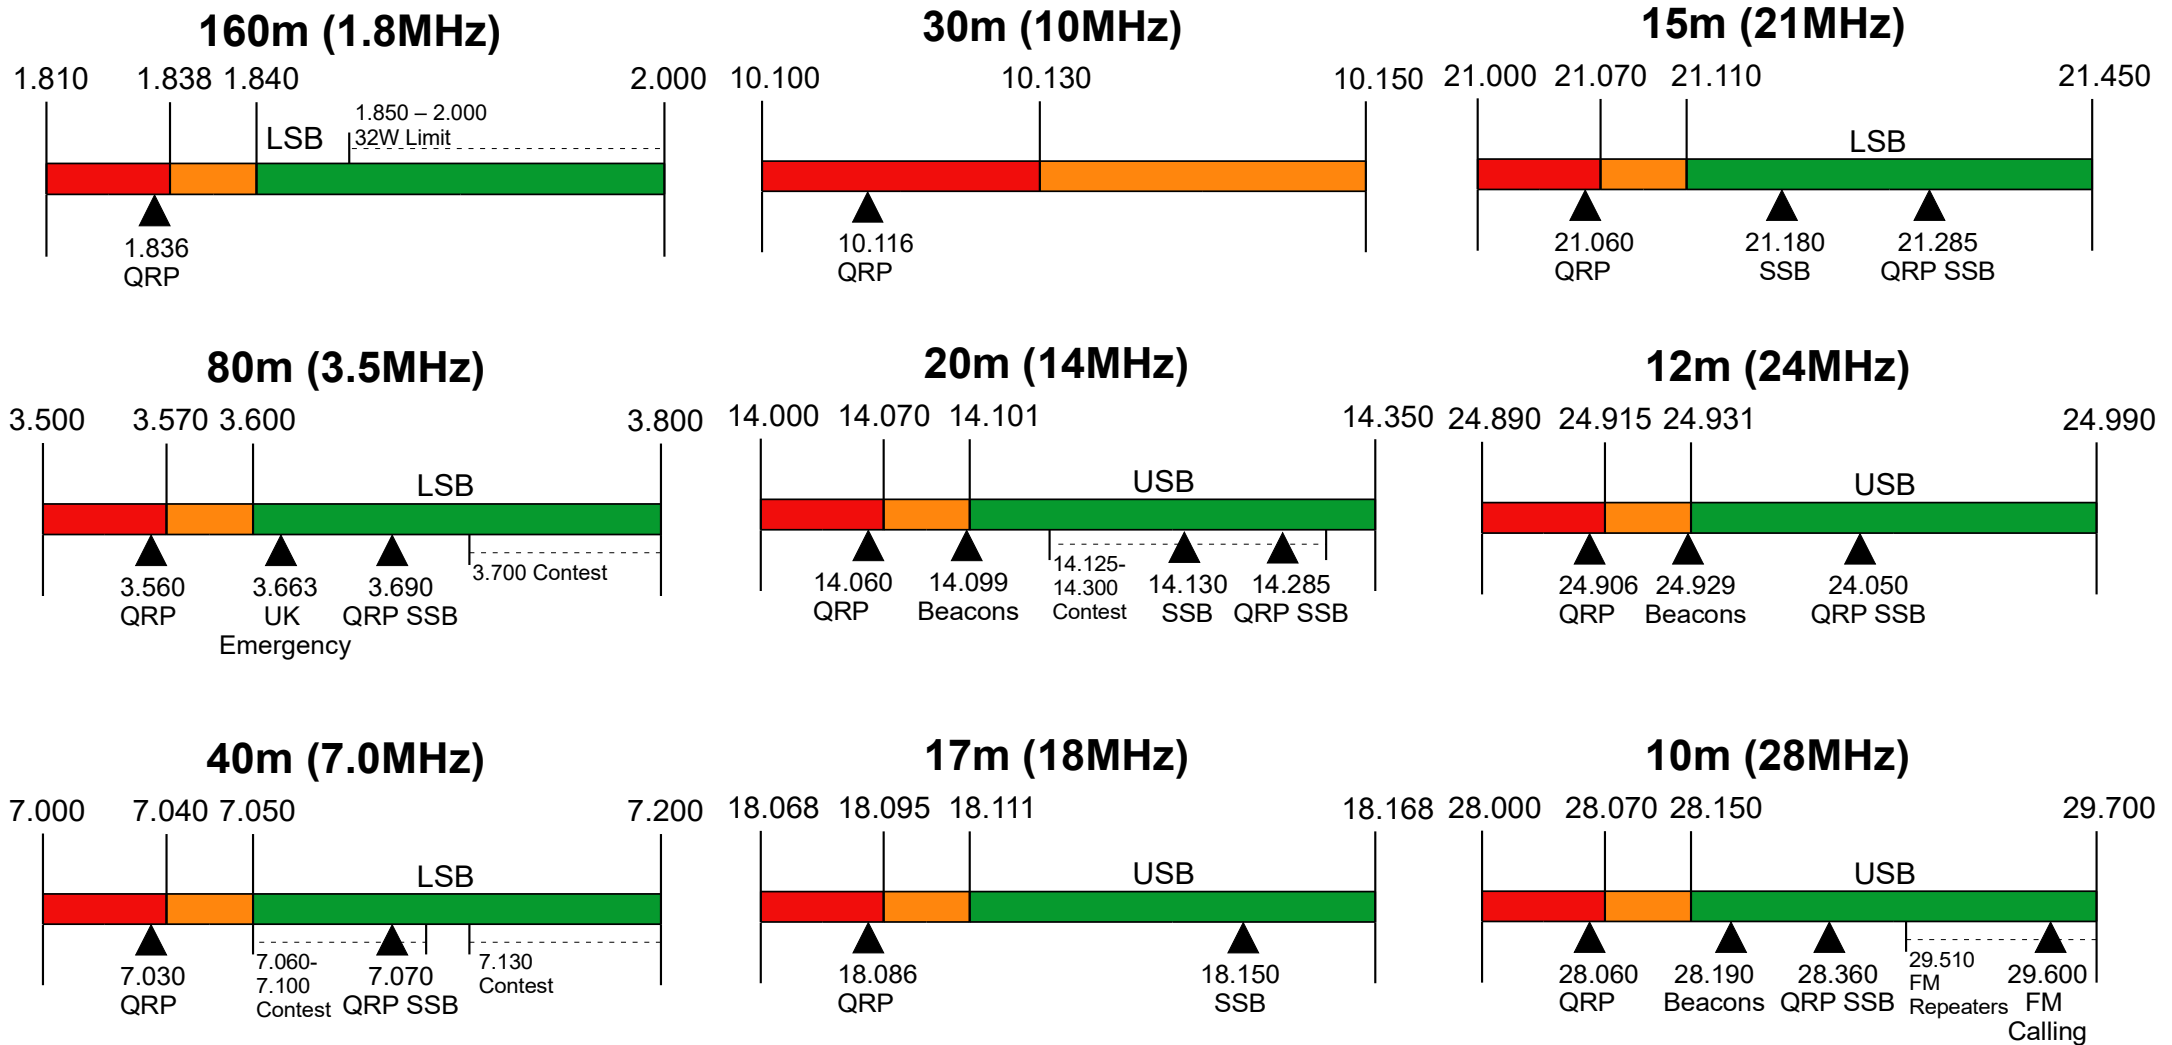 160m (1.8MHz)
1.810 1.838 1.840 2.000
LSB
1.850 – 2.000
32W Limit
1.836
QRP
30m (10MHz)
10.100 10.130 10.150
10.116
QRP
15m (21MHz)
21.000 21.070 21.110 21.450
LSB
21.060 21.180 21.285
QRP SSB QRP SSB
80m (3.5MHz)
3.500 3.570 3.600 3.800
LSB
3.700 Contest
3.560 3.663 3.690
QRP UK QRP SSB
Emergency
20m (14MHz)
14.000 14.070 14.101 14.350
USB
14.125-
14.300
Contest
14.060 14.099 14.130 14.285
QRP Beacons SSB QRP SSB
12m (24MHz)
24.890 24.915 24.931 24.990
USB
24.906 24.929 24.050
QRP Beacons QRP SSB
40m (7.0MHz)
7.000 7.040 7.050 7.200
LSB
7.060-
7.100
Contest
7.130
Contest
7.030 7.070
QRP QRP SSB
17m (18MHz)
18.068 18.095 18.111 18.168
USB
18.086 18.150
QRP SSB
10m (28MHz)
28.000 28.070 28.150 29.700
USB
29.510
FM
Repeaters
28.060 28.190 28.360 29.600
QRP Beacons QRP SSB FM
Calling